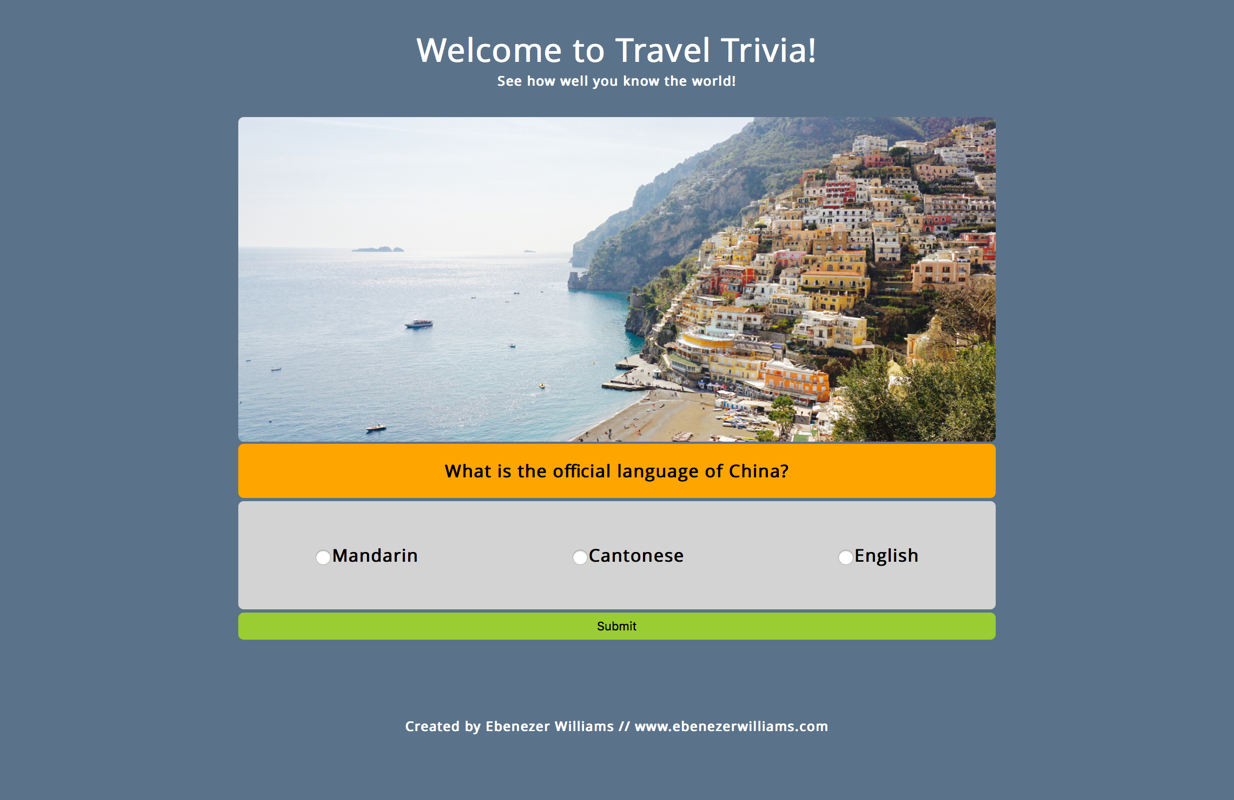 Welcome to Travel Trivia!
See how well you know the world!
What is the official language of China?
Mandarin
Cantonese
English
Submit
Created by Ebenezer Williams // www.ebenezerwilliams.com